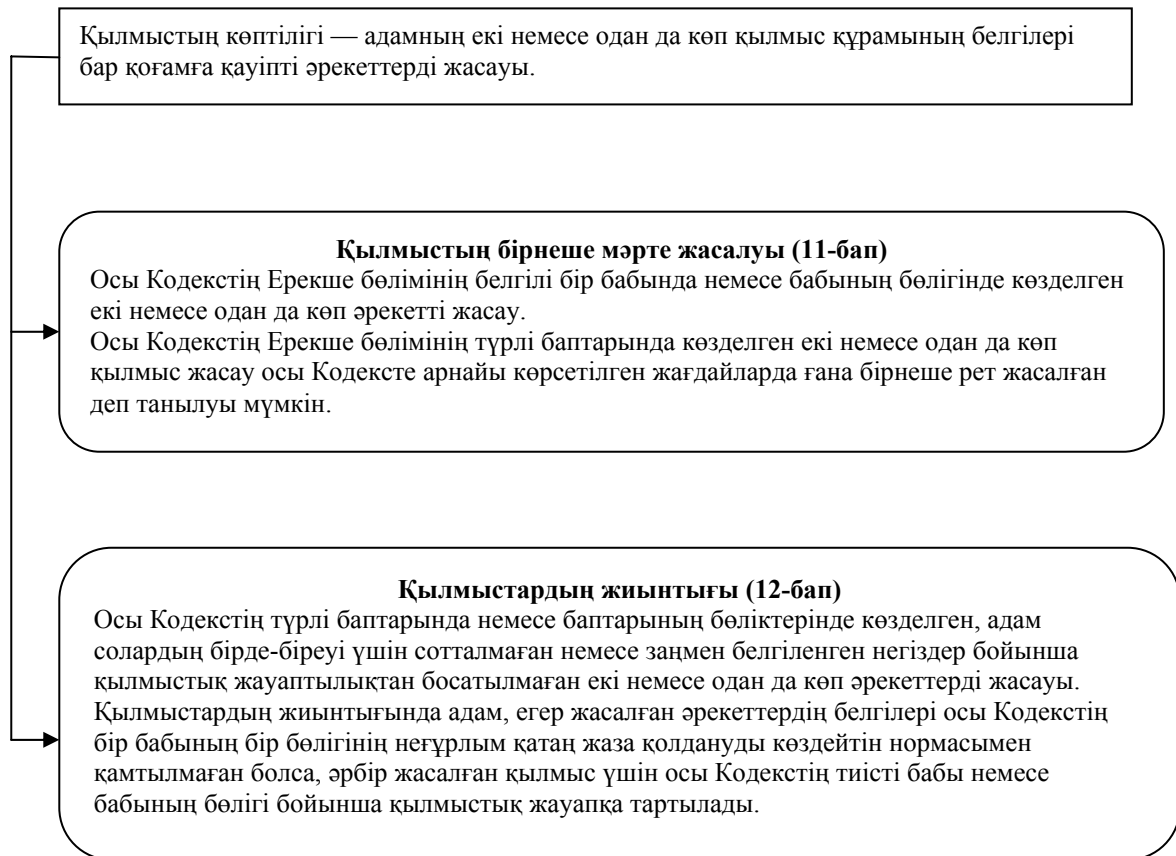 Қылмыстың көптілігі — адамның екі немесе одан да көп қылмыс құрамының белгілері
бар қоғамға қауіпті әрекеттерді жасауы.
Қылмыстың бірнеше мәрте жасалуы (11-бап)
Осы Кодекстің Ерекше бөлімінің белгілі бір бабында немесе бабының бөлігінде көзделген
екі немесе одан да көп әрекетті жасау.
Осы Кодекстің Ерекше бөлімінің түрлі баптарында көзделген екі немесе одан да көп
қылмыс жасау осы Кодексте арнайы көрсетілген жағдайларда ғана бірнеше рет жасалған
деп танылуы мүмкін.
Қылмыстардың жиынтығы (12-бап)
Осы Кодекстің түрлі баптарында немесе баптарының бөліктерінде көзделген, адам
солардың бірде-біреуі үшін сотталмаған немесе заңмен белгіленген негіздер бойынша
қылмыстық жауаптылықтан босатылмаған екі немесе одан да көп әрекеттерді жасауы.
Қылмыстардың жиынтығында адам, егер жасалған әрекеттердің белгілері осы Кодекстің
бір бабының бір бөлігінің неғұрлым қатаң жаза қолдануды көздейтін нормасымен
қамтылмаған болса, әрбір жасалған қылмыс үшін осы Кодекстің тиісті бабы немесе
бабының бөлігі бойынша қылмыстық жауапқа тартылады.